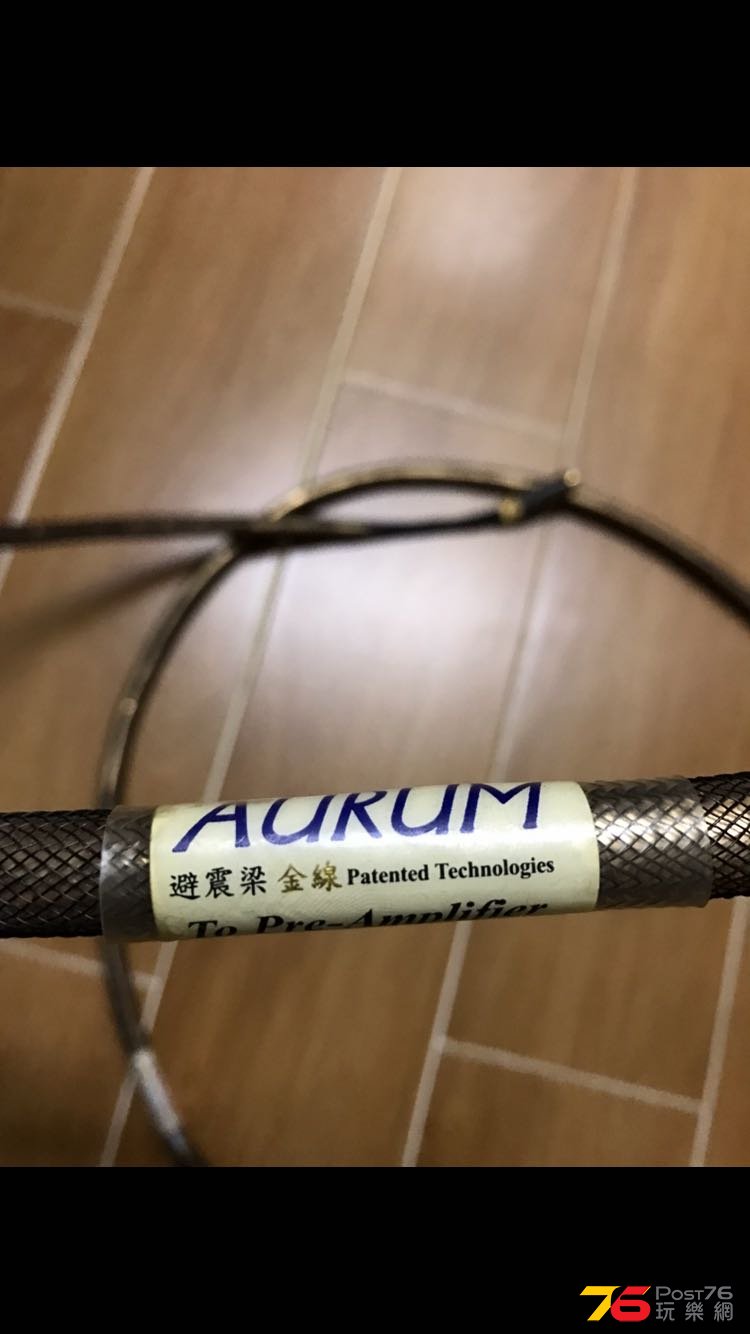 AURUM
避震梁 金線 Patented Technologies
To Pre-Amplifier
76 POST76
玩樂網